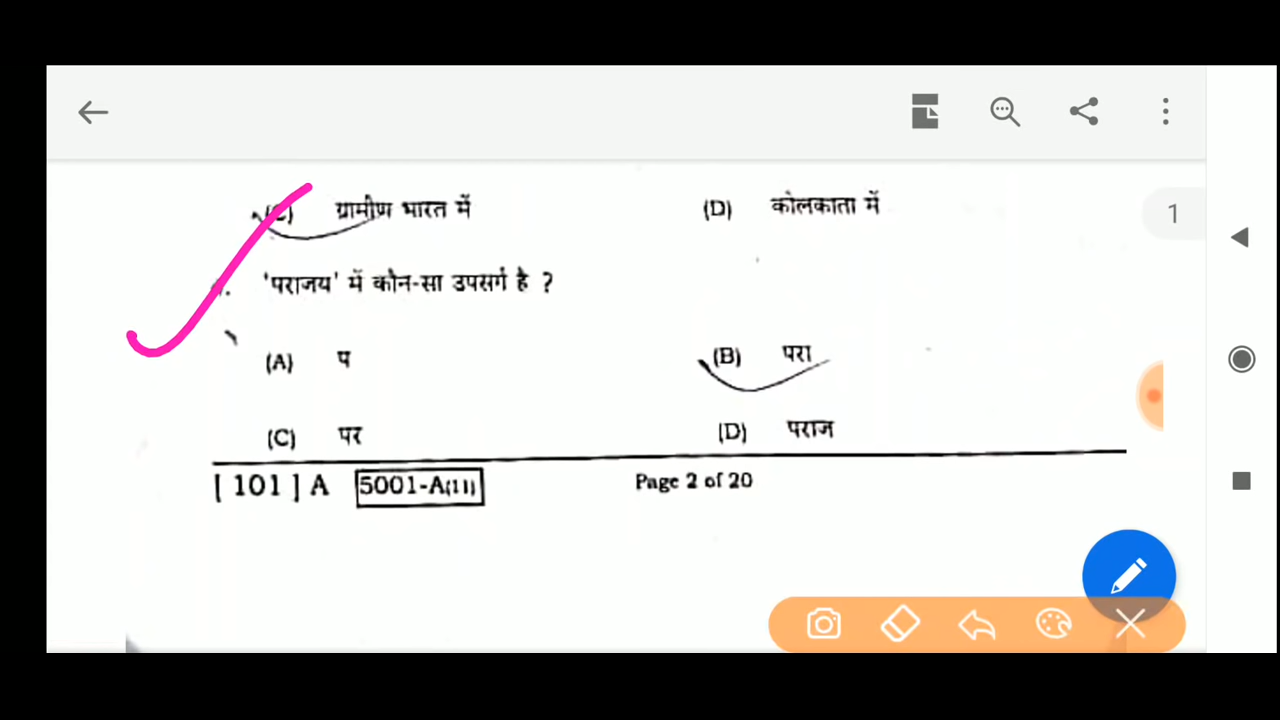 1
(C) ग्रामीण भारत में (D) कोलकाता में
'पराजय' में कौन-सा उपसर्ग है ?
(A) प (B) परा
(C) पर (D) पराज
[ 101 ] A 5001-A(11) Page 2 of 20